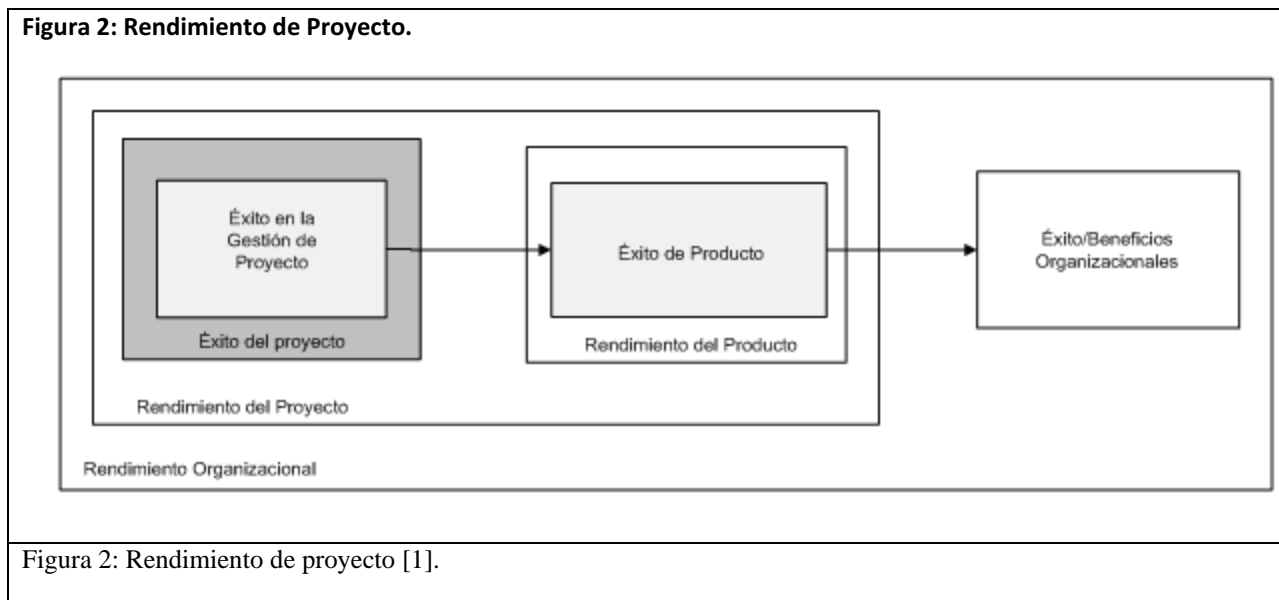 Figura 2: Rendimiento de Proyecto.
Éxito en la
Gestión de
Proyecto
Éxito del proyecto
Éxito de Producto
Rendimiento del Producto
Éxito/Beneficios
Organizacionales
Rendimiento del Proyecto
Rendimiento Organizacional
Figura 2: Rendimiento de proyecto [1].